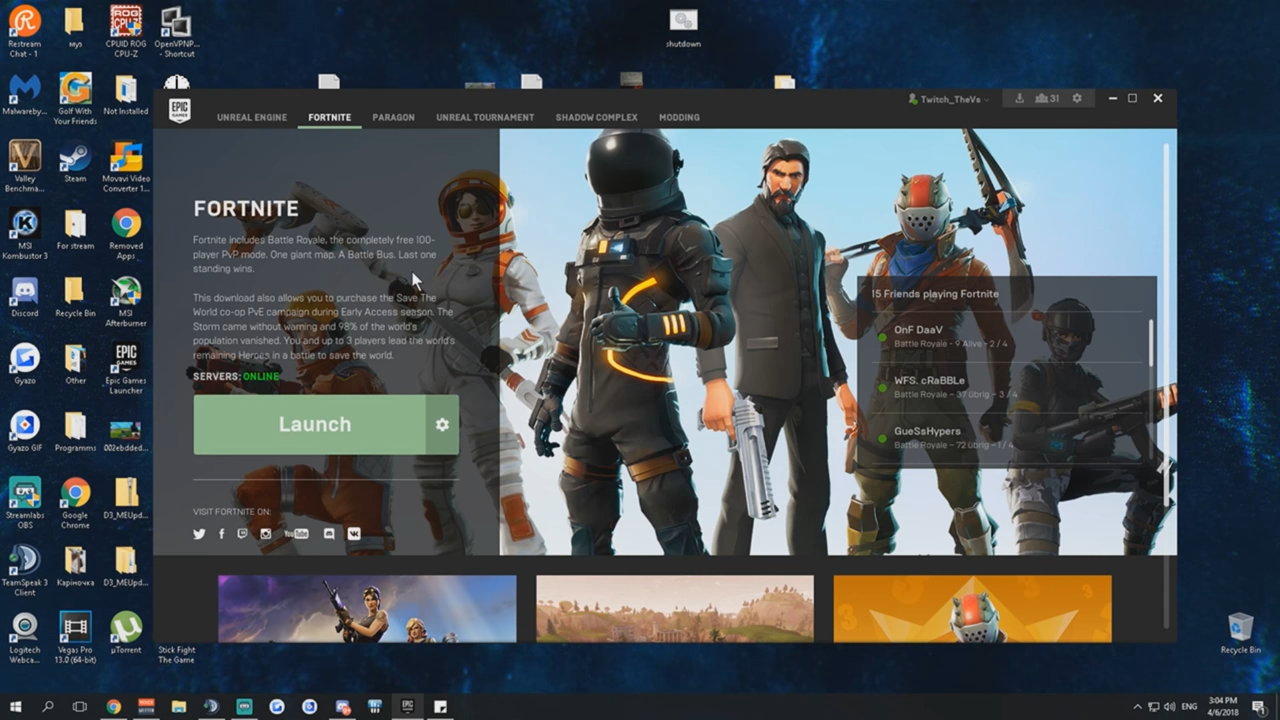 Restream
Chat - 1
муз
CPUID ROG
CPU-Z
OpenVPNP...
- Shortcut
shutdown
Malwareby...
Golf With
Your Friends
Not Installed
Valley
Benchma...
Steam
Movavi Video
Converter 1...
MSI
Kombustor 3
For stream
Removed
Apps
Discord
Recycle Bin
MSI
Afterburner
Gyazo
Other
Epic Games
Launcher
Gyazo GIF
Programms
002ebdded...
Streamlabs
OBS
Google
Chrome
D3_MEUpd...
TeamSpeak 3
Client
Каріночка
D3_MEUpd...
Logitech
Webca...
Vegas Pro
13.0 (64-bit)
µTorrent
Stick Fight
The Game
EPIC
GAMES
Twitch_TheVs
31
UNREAL ENGINE
FORTNITE
PARAGON
UNREAL TOURNAMENT
SHADOW COMPLEX
MODDING
FORTNITE
Fortnite includes Battle Royale, the completely free 100-
player PvP mode. One giant map. A Battle Bus. Last one
standing wins.
This download also allows you to purchase the Save The
World co-op PvE campaign during Early Access season. The
Storm came without warning and 98% of the world's
population vanished. You and up to 3 players lead the world's
remaining Heroes in a battle to save the world.
SERVERS: ONLINE
Launch
VISIT FORTNITE ON:
YouTube
15 Friends playing Fortnite
OnF DaaV
Battle Royale - 9 Alive - 2 / 4
WFS. cRaBBLe
Battle Royale - 37 übrig - 3 / 4
GueSsHypers
Battle Royale - 72 übrig - 1 / 4
Recycle Bin
ENG
3:04 PM
4/6/2018